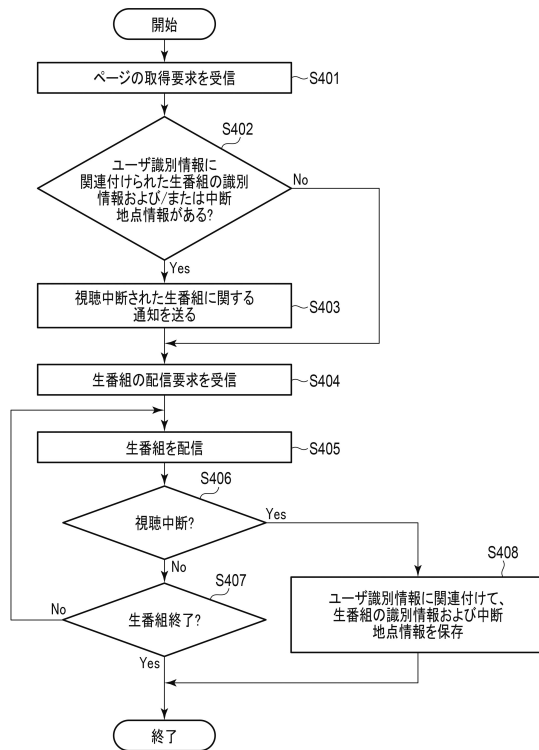 開始
ページの取得要求を受信
S401
S402
ユーザ識別情報に
関連付けられた生番組の識別
情報および/または中断
地点情報がある?
No
Yes
視聴中断された生番組に関する
通知を送る
S403
生番組の配信要求を受信
S404
生番組を配信
S405
S406
視聴中断?
Yes
No
S407
生番組終了?
No
Yes
S408
ユーザ識別情報に関連付けて、
生番組の識別情報および中断
地点情報を保存
終了